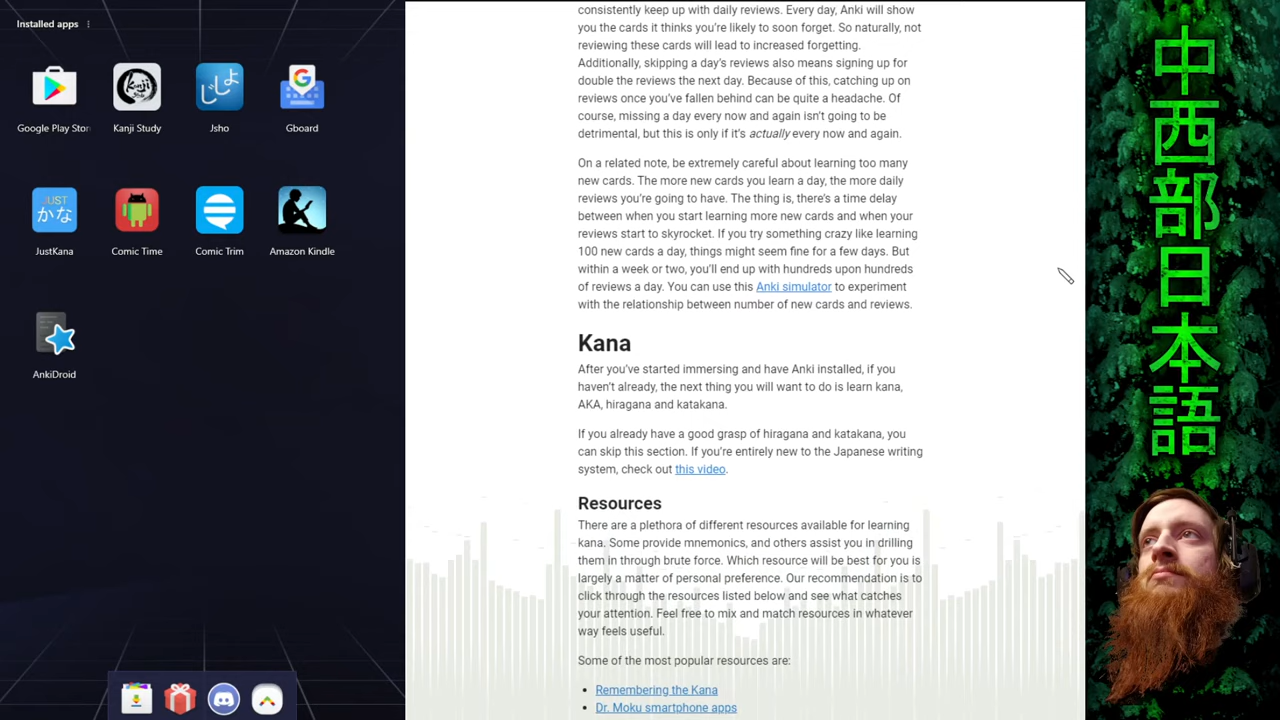 Installed apps
Google Play Stor
Kanji Study
Jsho
Gboard
JustKana
Comic Time
Comic Trim
Amazon Kindle
AnkiDroid
じしょ
JUST
かな
consistently keep up with daily reviews. Every day, Anki will show
you the cards it thinks you're likely to soon forget. So naturally, not
reviewing these cards will lead to increased forgetting.
Additionally, skipping a day's reviews also means signing up for
double the reviews the next day. Because of this, catching up on
reviews once you've fallen behind can be quite a headache. Of
course, missing a day every now and again isn't going to be
detrimental, but this is only if it's actually every now and again.
On a related note, be extremely careful about learning too many
new cards. The more new cards you learn a day, the more daily
reviews you're going to have. The thing is, there's a time delay
between when you start learning more new cards and when your
reviews start to skyrocket. If you try something crazy like learning
100 new cards a day, things might seem fine for a few days. But
within a week or two, you'll end up with hundreds upon hundreds
of reviews a day. You can use this Anki simulator to experiment
with the relationship between number of new cards and reviews.
Kana
After you've started immersing and have Anki installed, if you
haven't already, the next thing you will want to do is learn kana,
AKA, hiragana and katakana.
If you already have a good grasp of hiragana and katakana, you
can skip this section. If you're entirely new to the Japanese writing
system, check out this video.
Resources
There are a plethora of different resources available for learning
kana. Some provide mnemonics, and others assist you in drilling
them in through brute force. Which resource will be best for you is
largely a matter of personal preference. Our recommendation is to
click through the resources listed below and see what catches
your attention. Feel free to mix and match resources in whatever
way feels useful.
Some of the most popular resources are:
• Remembering the Kana
• Dr. Moku smartphone apps
中西部日本語